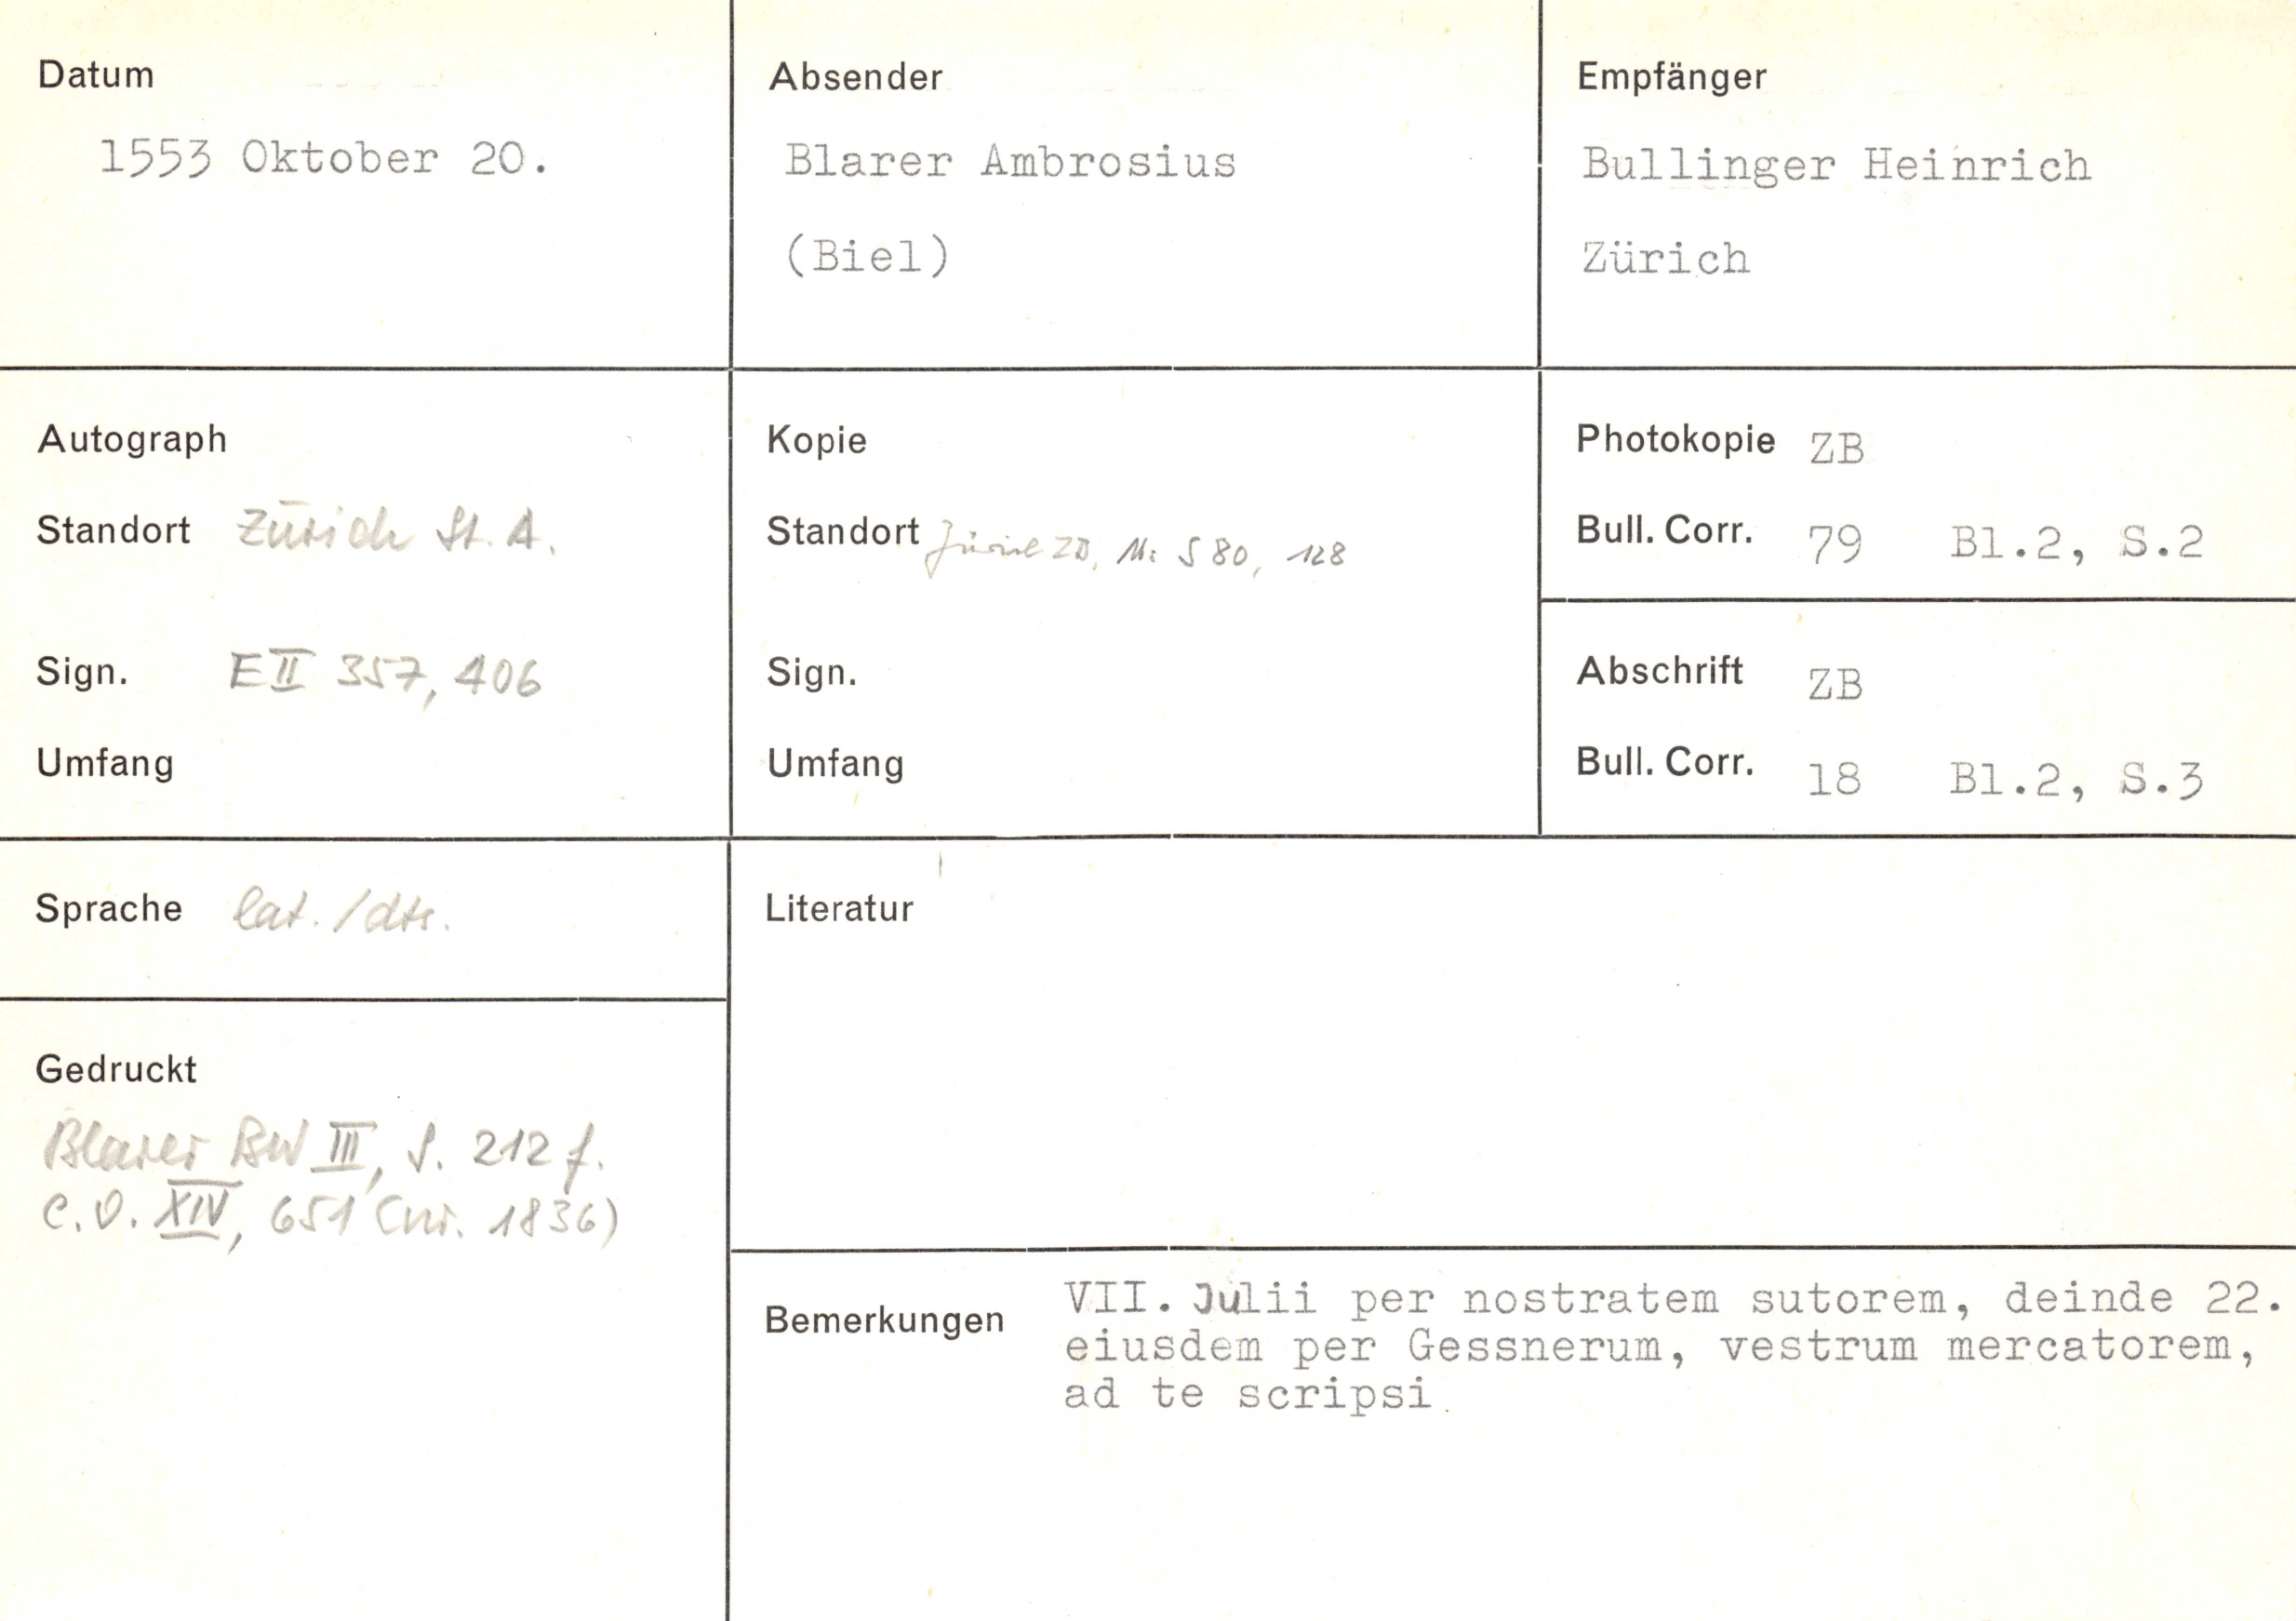 Datum
1553 Oktober 20.
Absender
Blarer Ambrosius
(Biel)
Empfänger
Bullinger Heinrich
Zürich
Autograph
Standort Zürich St. A.
Sign. E II 357, 406
Umfang
Kopie
Standort Zürich ZB, Ms S 80, 128
Sign.
Umfang
Photokopie ZB
Bull. Corr. 79 Bl.2, S.2
Abschrift ZB
Bull. Corr. 18 Bl.2, S.3
Sprache lat./dts.
Gedruckt
Blarer BW III, S. 212 f.
C.O. XIV, 651 (nr. 1836)
Literatur
Bemerkungen
VII. Julii per nostratem sutorem, deinde 22.
eiusdem per Gessnerum, vestrum mercatorem,
ad te scripsi